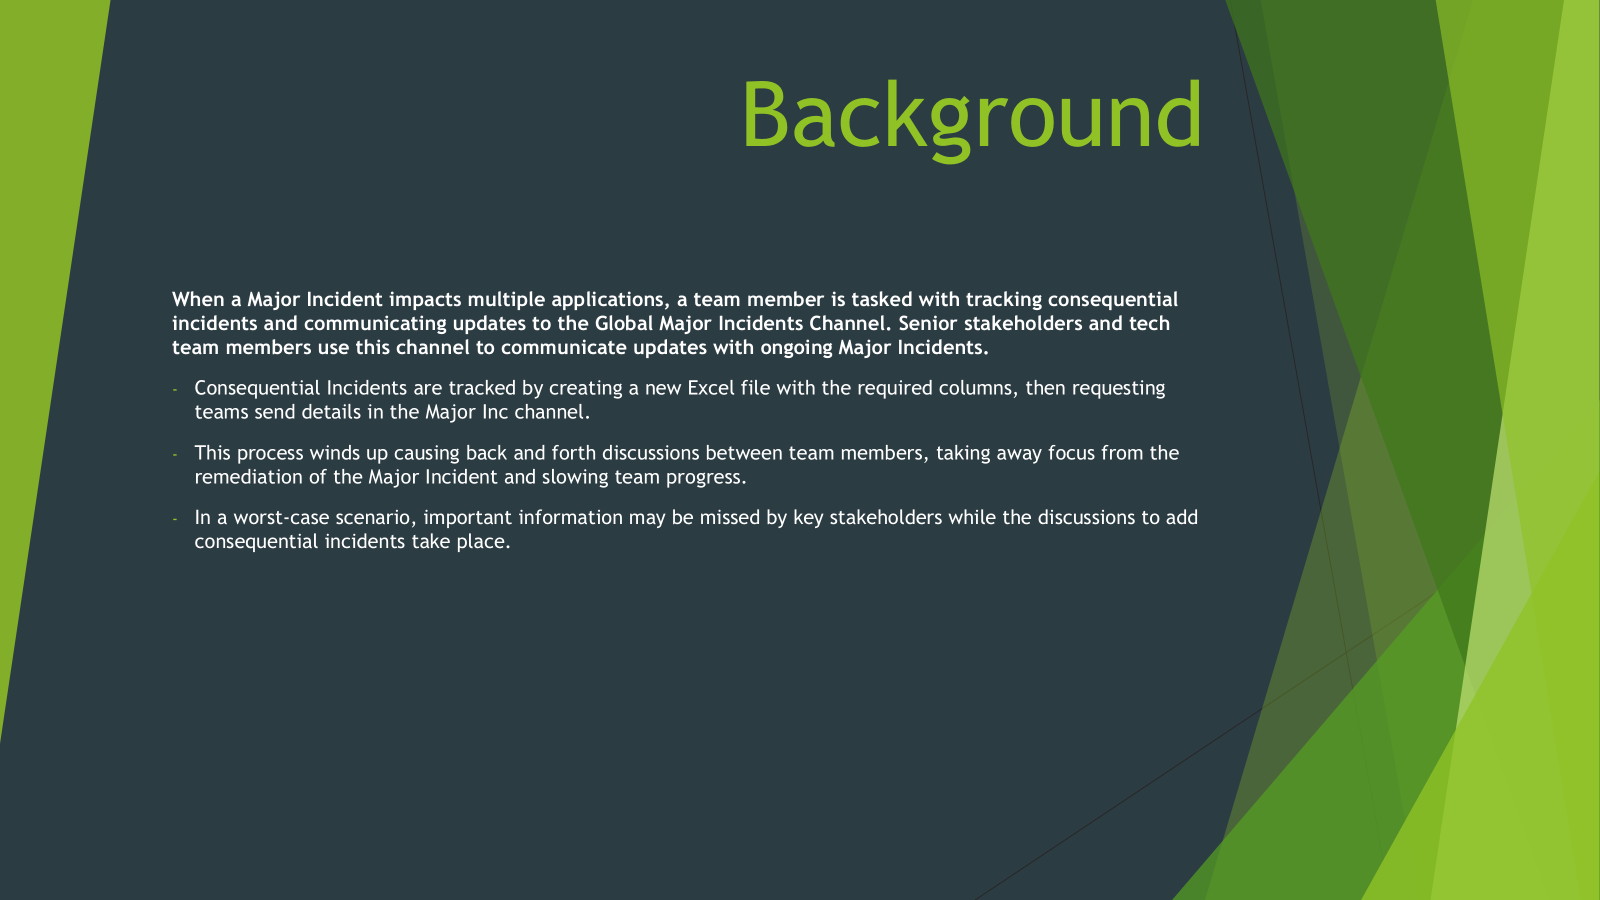 Background
When a Major Incident impacts multiple applications, a team member is tasked with tracking consequential
incidents and communicating updates to the Global Major Incidents Channel. Senior stakeholders and tech
team members use this channel to communicate updates with ongoing Major Incidents.
- Consequential Incidents are tracked by creating a new Excel file with the required columns, then requesting
teams send details in the Major Inc channel.
- This process winds up causing back and forth discussions between team members, taking away focus from the
remediation of the Major Incident and slowing team progress.
- In a worst-case scenario, important information may be missed by key stakeholders while the discussions to add
consequential incidents take place.